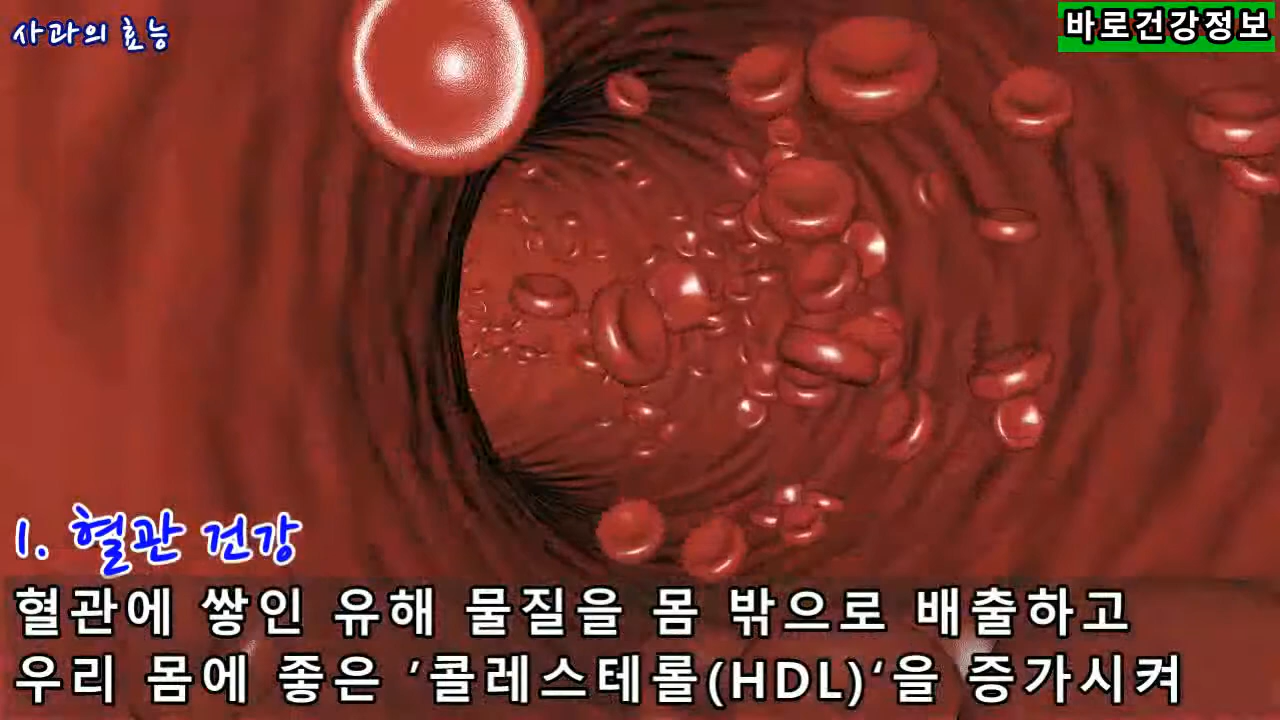 사과의 효능
바로건강정보
1. 혈관 건강
혈관에 쌓인 유해 물질을 몸 밖으로 배출하고
우리 몸에 좋은 ’콜레스테롤(HDL)‘을 증가시켜